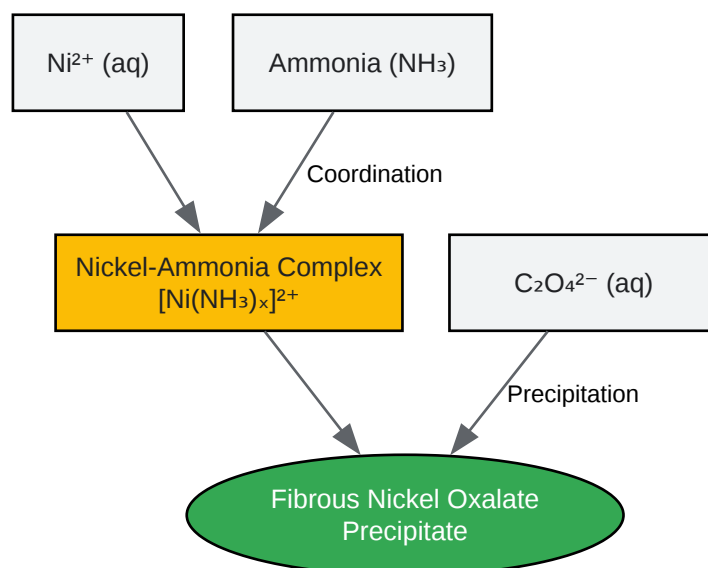 Ni²⁺ (aq)
Ammonia (NH₃)
Coordination
Nickel-Ammonia Complex
[Ni(NH₃)ₓ]²⁺
C₂O₄²⁻ (aq)
Precipitation
Fibrous Nickel Oxalate
Precipitate